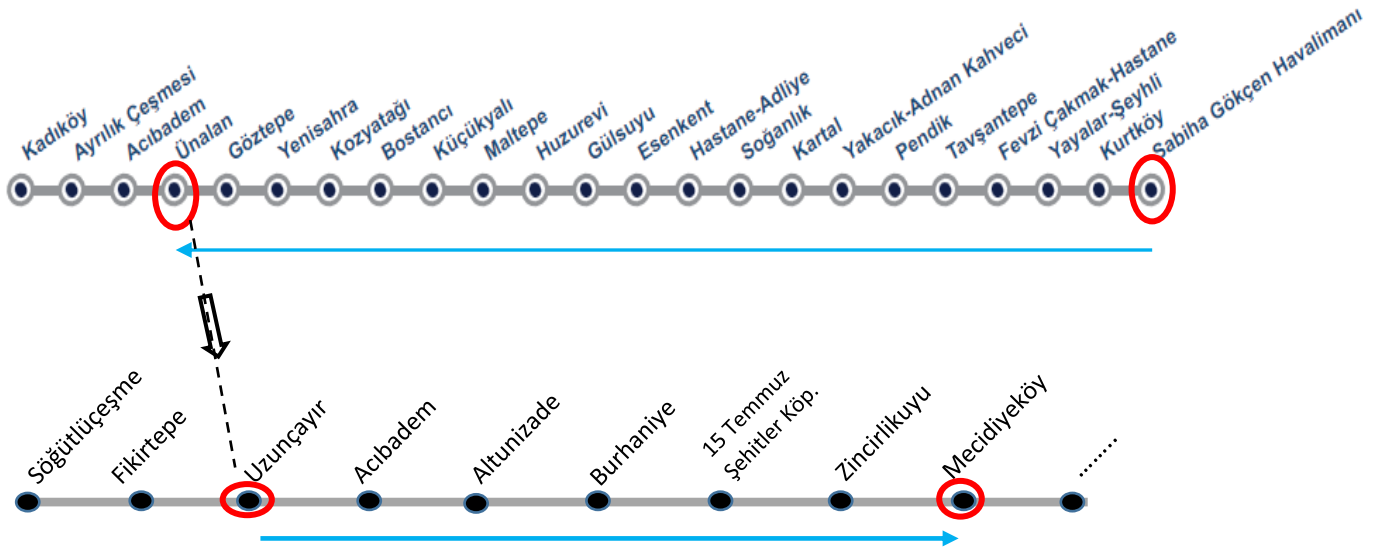 Kadıköy
Ayrılık Çeşmesi
Acıbadem
Ünalan
Göztepe
Yenisahra
Kozyatağı
Bostancı
Küçükyalı
Maltepe
Huzurevi
Gülsuyu
Esenkent
Hastane-Adliye
Soğanlık
Kartal
Yakacık-Adnan Kahveci
Pendik
Tavşantepe
Fevzi Çakmak-Hastane
Yayalar-Şeyhli
Kurtköy
Sabiha Gökçen Havalimanı
Söğütlüçeşme
Fikirtepe
Uzunçayır
Acıbadem
Altunizade
Burhaniye
15 Temmuz
Şehitler Köp.
Zincirlikuyu
Mecidiyeköy
........